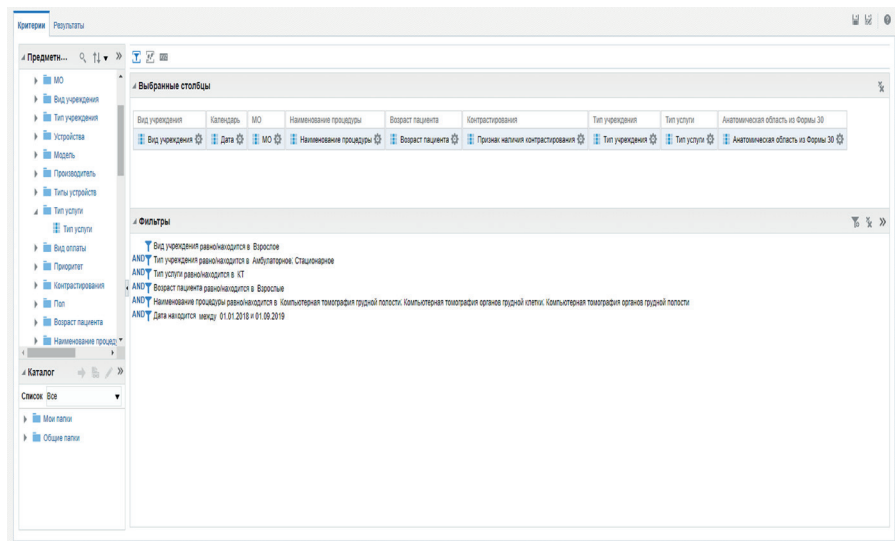 Критерии Результаты
Предметн...
МО
Вид учреждения
Тип учреждения
Устройства
Модель
Производитель
Типы устройств
Тип услуги
Тип услуги
Вид оплаты
Приоритет
Контрастирования
Пол
Возраст пациента
Наименование процед
Каталог
Список Все
Мои папки
Общие папки
Выбранные столбцы
Вид учреждения Календарь МО Наименование процедуры Возраст пациента Контрастирования Тип учреждения Тип услуги Анатомическая область из Формы 30
Вид учреждения Дата МО Наименование процедуры Возраст пациента Признак наличия контрастирования Тип учреждения Тип услуги Анатомическая область из Формы 30
Фильтры
Вид учреждения равно/находится в Взрослое
AND Тип учреждения равно/находится в Амбулаторное; Стационарное
AND Тип услуги равно/находится в КТ
AND Возраст пациента равно/находится в Взрослые
AND Наименование процедуры равно/находится в Компьютерная томография грудной полости; Компьютерная томография органов грудной клетки; Компьютерная томография органов грудной полости
AND Дата находится между 01.01.2018 и 01.09.2019